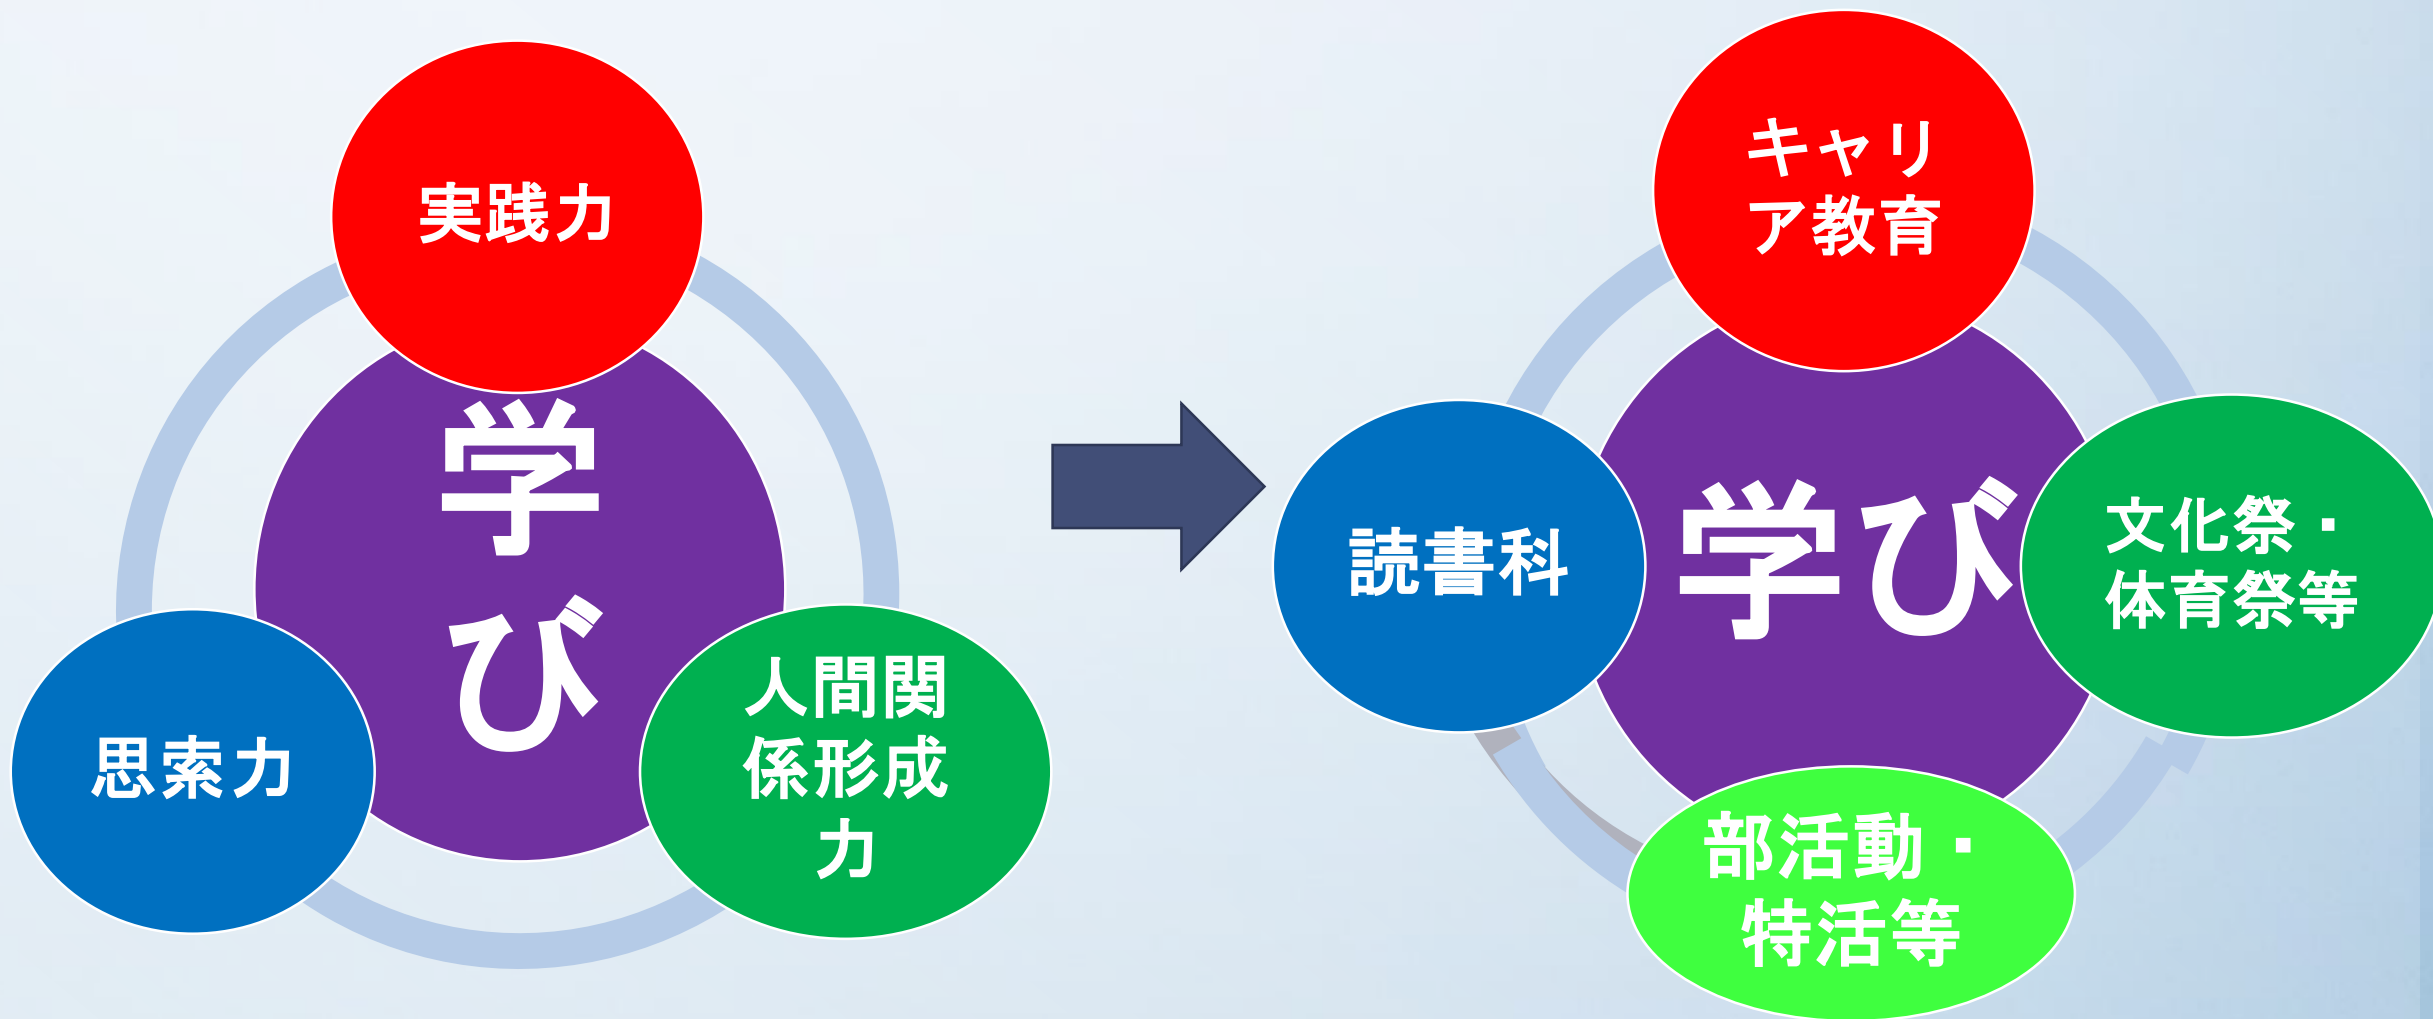 実践力
学
び
思索力
人間関
係形成
力
キャリ
ア教育
読書科
学び
文化祭・
体育祭等
部活動・
特活等